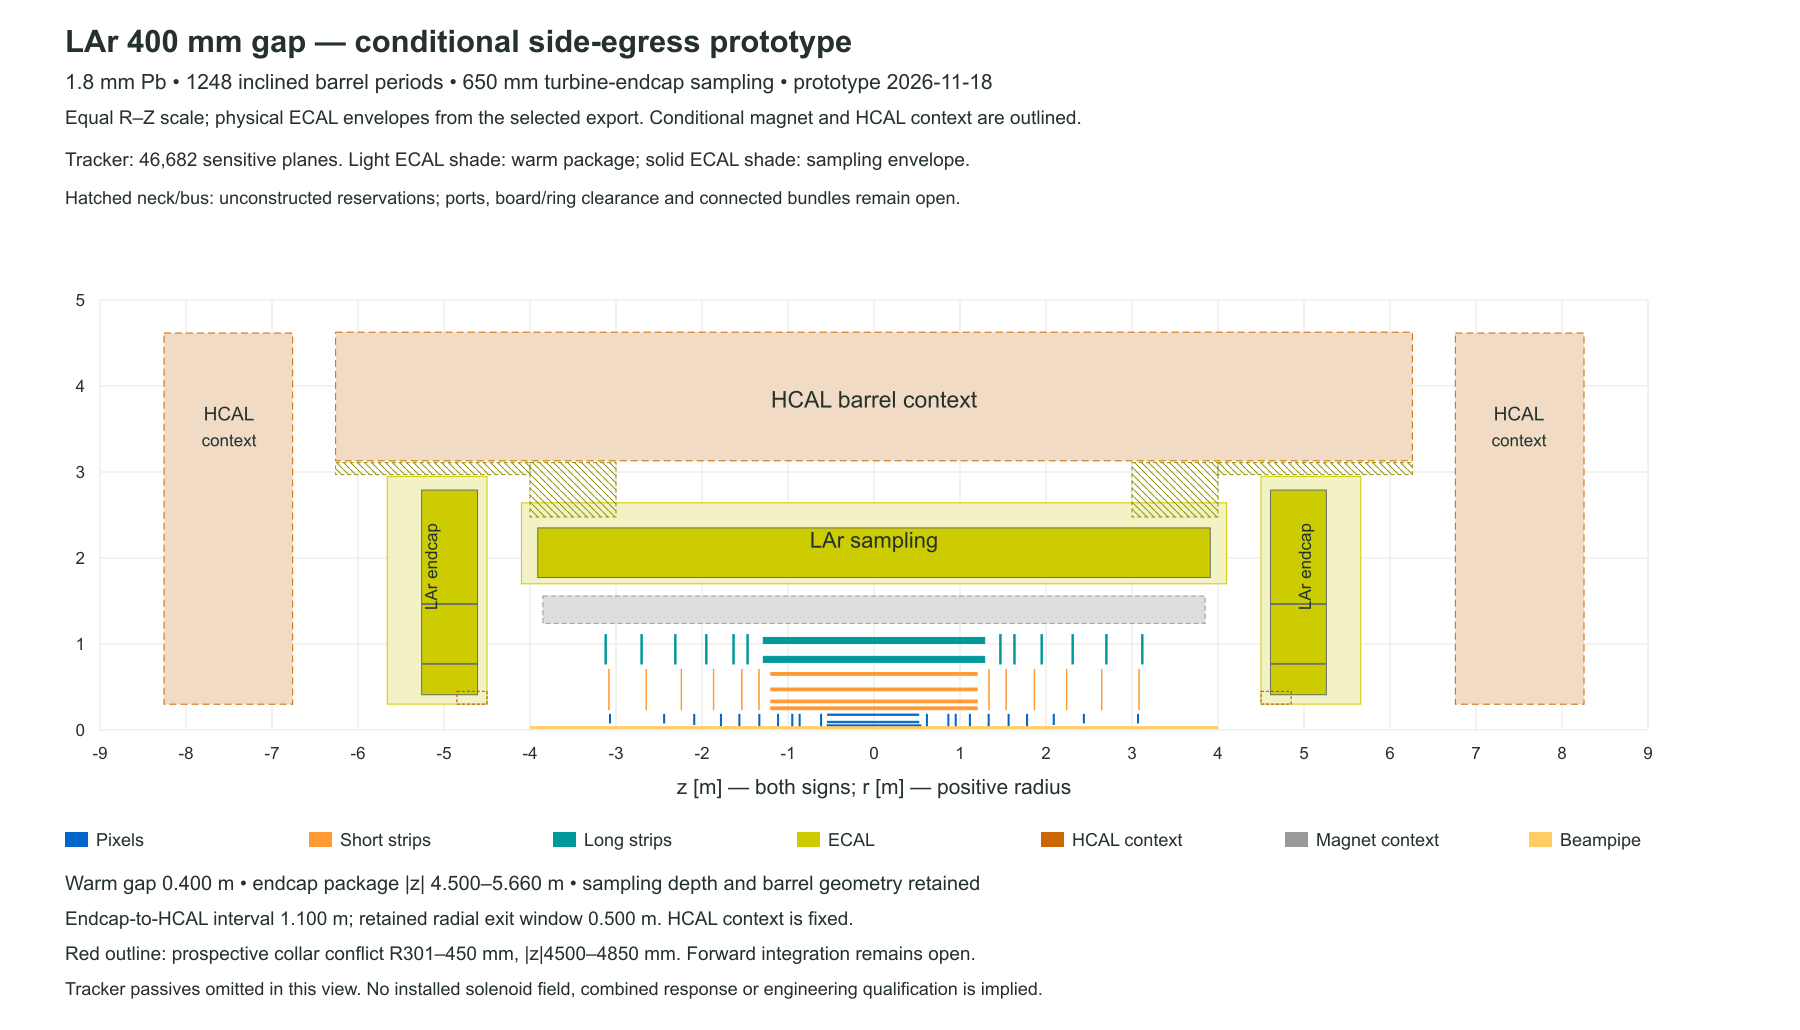 LAr 400 mm gap — conditional side-egress prototype
1.8 mm Pb • 1248 inclined barrel periods • 650 mm turbine-endcap sampling • prototype 2026-11-18
Equal R–Z scale; physical ECAL envelopes from the selected export. Conditional magnet and HCAL context are outlined.
Tracker: 46,682 sensitive planes. Light ECAL shade: warm package; solid ECAL shade: sampling envelope.
Hatched neck/bus: unconstructed reservations; ports, board/ring clearance and connected bundles remain open.
5
4
3
2
1
0
HCAL
context
HCAL barrel context
HCAL
context
LAr endcap
LAr sampling
LAr endcap
-9 -8 -7 -6 -5 -4 -3 -2 -1 0 1 2 3 4 5 6 7 8 9
z [m] — both signs; r [m] — positive radius
Pixels Short strips Long strips ECAL HCAL context Magnet context Beampipe
Warm gap 0.400 m • endcap package |z| 4.500–5.660 m • sampling depth and barrel geometry retained
Endcap-to-HCAL interval 1.100 m; retained radial exit window 0.500 m. HCAL context is fixed.
Red outline: prospective collar conflict R301–450 mm, |z|4500–4850 mm. Forward integration remains open.
Tracker passives omitted in this view. No installed solenoid field, combined response or engineering qualification is implied.